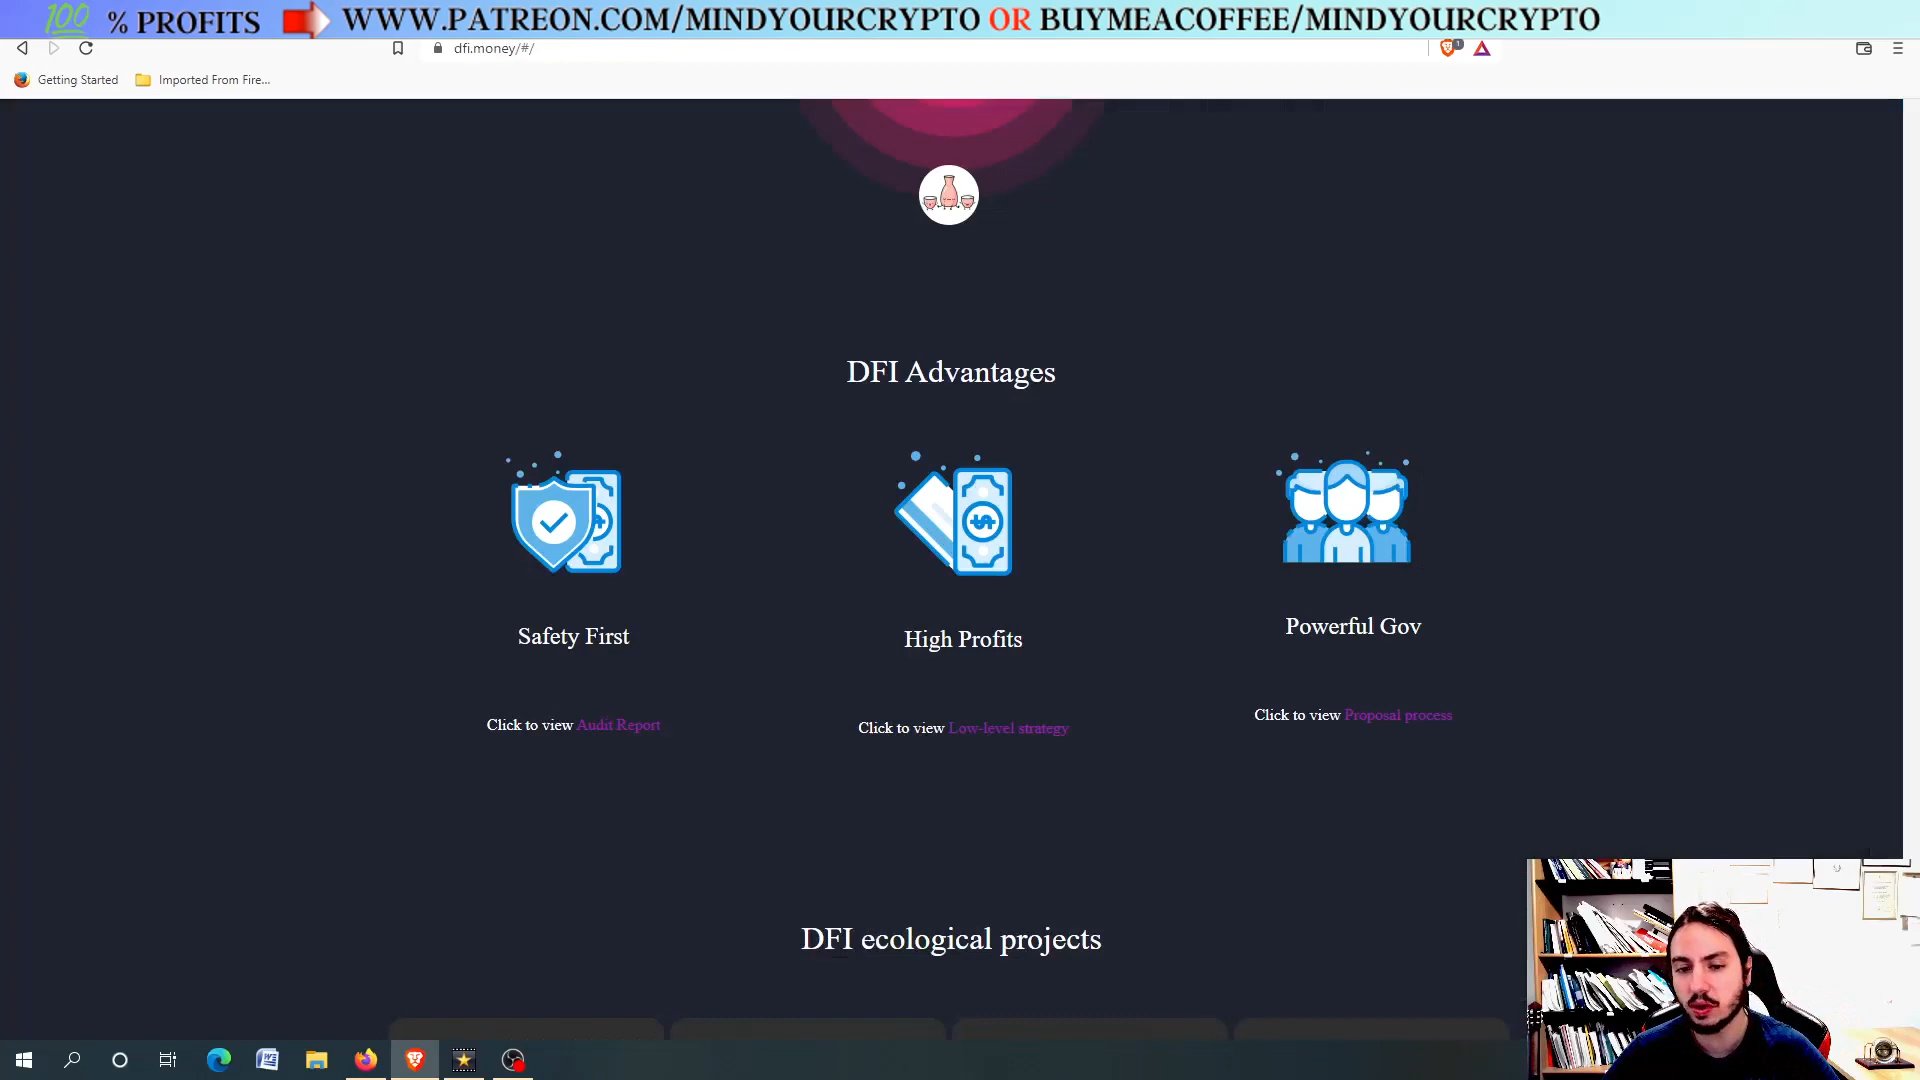 100 % PROFITS WWW.PATREON.COM/MINDYOURCRYPTO OR BUYMEACOFFEE/MINDYOURCRYPTO
dfi.money/#/
1
Getting Started Imported From Fire...
DFI Advantages
Safety First
High Profits
Powerful Gov
Click to view Audit Report
Click to view Low-level strategy
Click to view Proposal process
DFI ecological projects